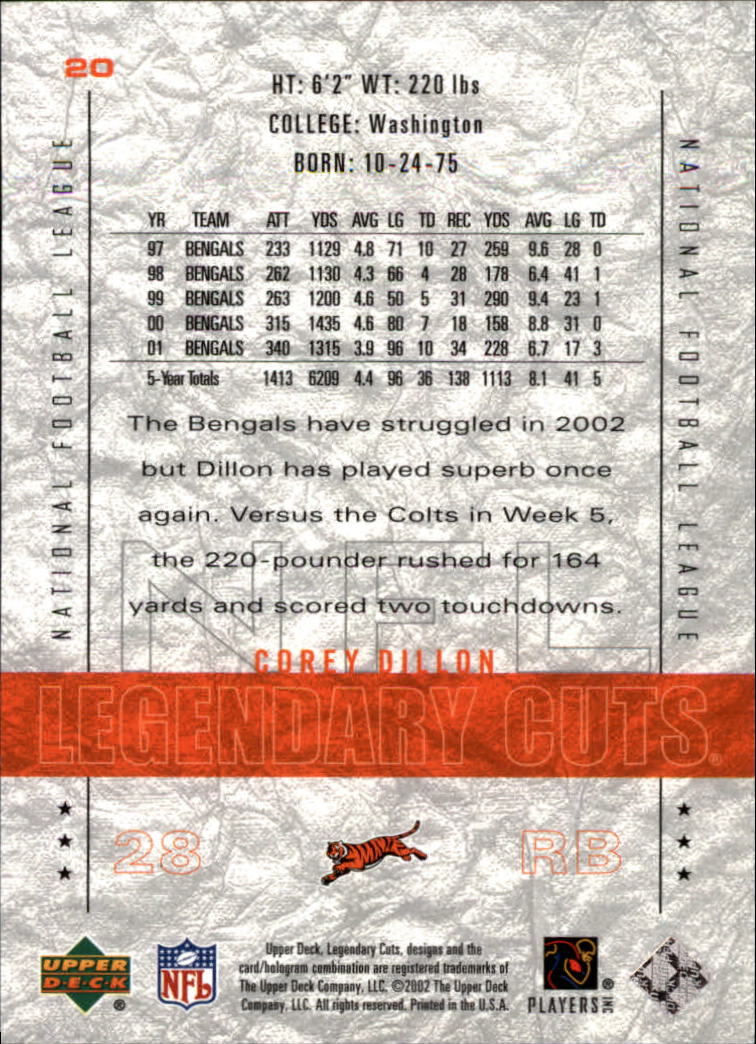 20
HT: 6'2" WT: 220 lbs
COLLEGE: Washington
BORN: 10-24-75
NATIONAL FOOTBALL LEAGUE
NATIONAL FOOTBALL LEAGUE
YR TEAM ATT YDS AVG LG TD REC YDS AVG LG TD
97 BENGALS 233 1129 4.8 71 10 27 259 9.6 28 0
98 BENGALS 262 1130 4.3 66 4 28 178 6.4 41 1
99 BENGALS 263 1200 4.6 50 5 31 290 9.4 23 1
00 BENGALS 315 1435 4.6 80 7 18 158 8.8 31 0
01 BENGALS 340 1315 3.9 96 10 34 228 6.7 17 3
5-Year Totals 1413 6209 4.4 96 36 138 1113 8.1 41 5
The Bengals have struggled in 2002
but Dillon has played superb once
again. Versus the Colts in Week 5,
the 220-pounder rushed for 164
yards and scored two touchdowns.
NFL
COREY DILLON
LEGENDARY CUTS®
28 RB
UPPER
DECK®
NFL
Upper Deck, Legendary Cuts, designs and the
card/hologram combination are registered trademarks of
The Upper Deck Company, LLC. ©2002 The Upper Deck
Company, LLC. All rights reserved. Printed in the U.S.A.
PLAYERS INC®